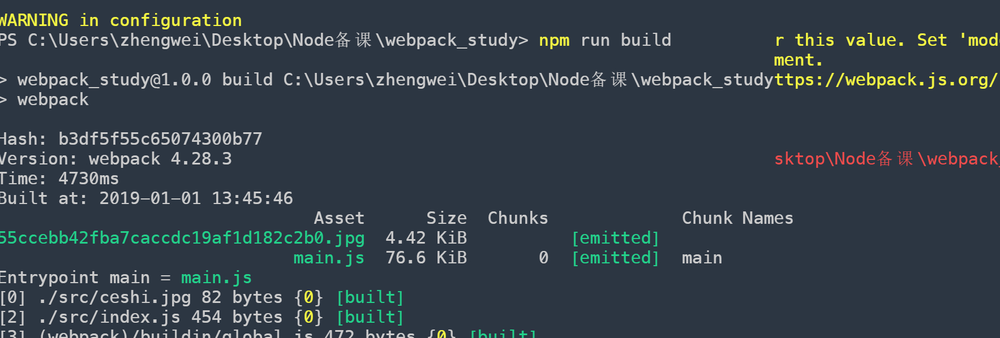 WARNING in configuration
PS C:\Users\zhengwei\Desktop\Node备课\webpack_study> npm run build r this value. Set 'mod
ment.
> webpack_study@1.0.0 build C:\Users\zhengwei\Desktop\Node备课\webpack_studyttps://webpack.js.org/
> webpack
Hash: b3df5f55c65074300b77
Version: webpack 4.28.3 sktop\Node备课\webpack_
Time: 4730ms
Built at: 2019-01-01 13:45:46
Asset Size Chunks Chunk Names
55ccebb42fba7caccdc19af1d182c2b0.jpg 4.42 KiB [emitted]
main.js 76.6 KiB 0 [emitted] main
Entrypoint main = main.js
[0] ./src/ceshi.jpg 82 bytes {0} [built]
[2] ./src/index.js 454 bytes {0} [built]
[3] (webpack)/buildin/global.js 472 bytes {0} [built]